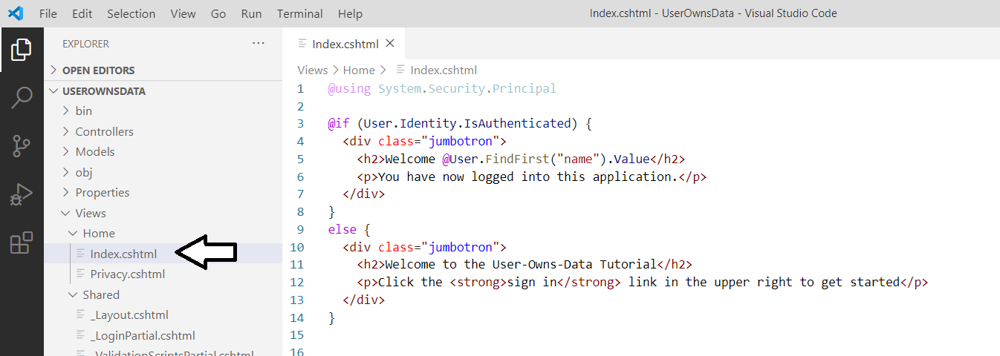 File Edit Selection View Go Run Terminal Help Index.cshtml - UserOwnsData - Visual Studio Code
EXPLORER ···
OPEN EDITORS
USEROWNSDATA
bin
Controllers
Models
obj
Properties
Views
Home
Index.cshtml
Privacy.cshtml
Shared
_Layout.cshtml
_LoginPartial.cshtml
_ValidationScriptsPartial.cshtml
Index.cshtml
Views > Home > Index.cshtml
1 @using System.Security.Principal
2
3 @if (User.Identity.IsAuthenticated) {
4 <div class="jumbotron">
5 <h2>Welcome @User.FindFirst("name").Value</h2>
6 <p>You have now logged into this application.</p>
7 </div>
8 }
9 else {
10 <div class="jumbotron">
11 <h2>Welcome to the User-Owns-Data Tutorial</h2>
12 <p>Click the <strong>sign in</strong> link in the upper right to get started</p>
13 </div>
14 }
15
16